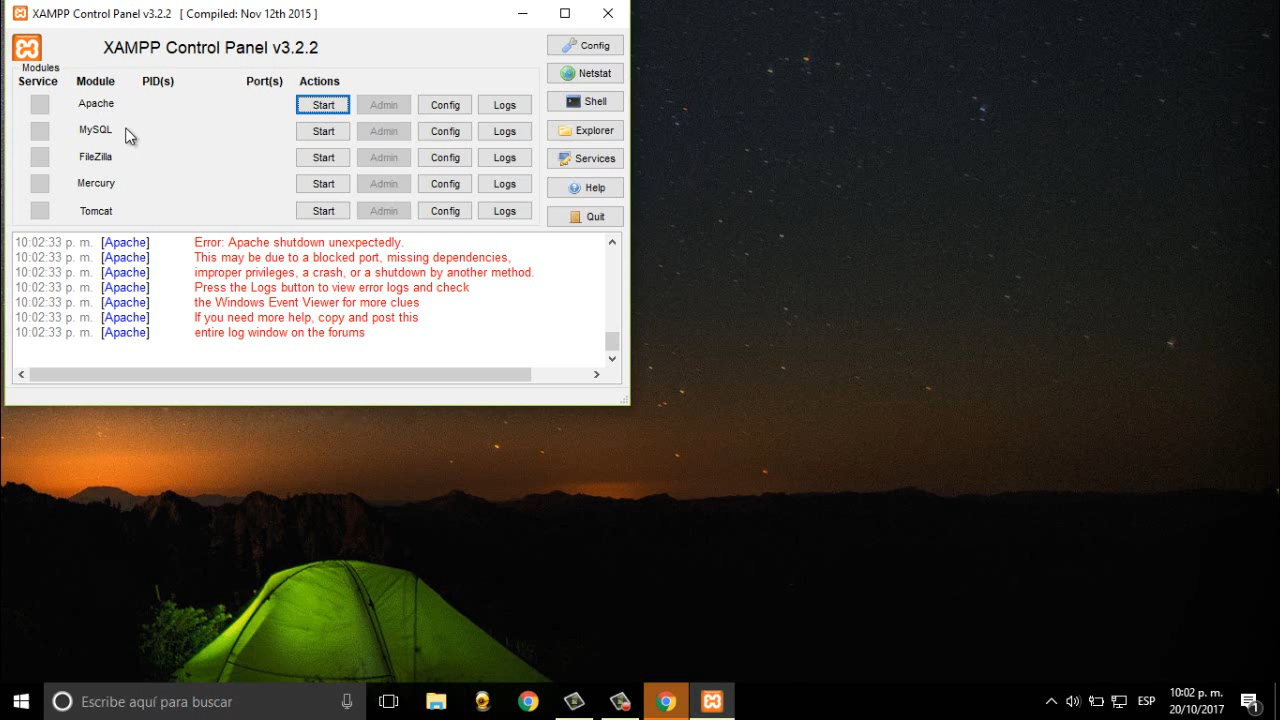 XAMPP Control Panel v3.2.2 [ Compiled: Nov 12th 2015 ]
XAMPP Control Panel v3.2.2
Config
Modules
Service Module PID(s) Port(s) Actions
Netstat
Apache Start Admin Config Logs
Shell
MySQL Start Admin Config Logs
Explorer
FileZilla Start Admin Config Logs
Services
Mercury Start Admin Config Logs
Help
Tomcat Start Admin Config Logs
Quit
10:02:33 p. m. [Apache] Error: Apache shutdown unexpectedly.
10:02:33 p. m. [Apache] This may be due to a blocked port, missing dependencies,
10:02:33 p. m. [Apache] improper privileges, a crash, or a shutdown by another method.
10:02:33 p. m. [Apache] Press the Logs button to view error logs and check
10:02:33 p. m. [Apache] the Windows Event Viewer for more clues
10:02:33 p. m. [Apache] If you need more help, copy and post this
10:02:33 p. m. [Apache] entire log window on the forums
Escribe aquí para buscar
ESP
10:02 p. m.
20/10/2017
1